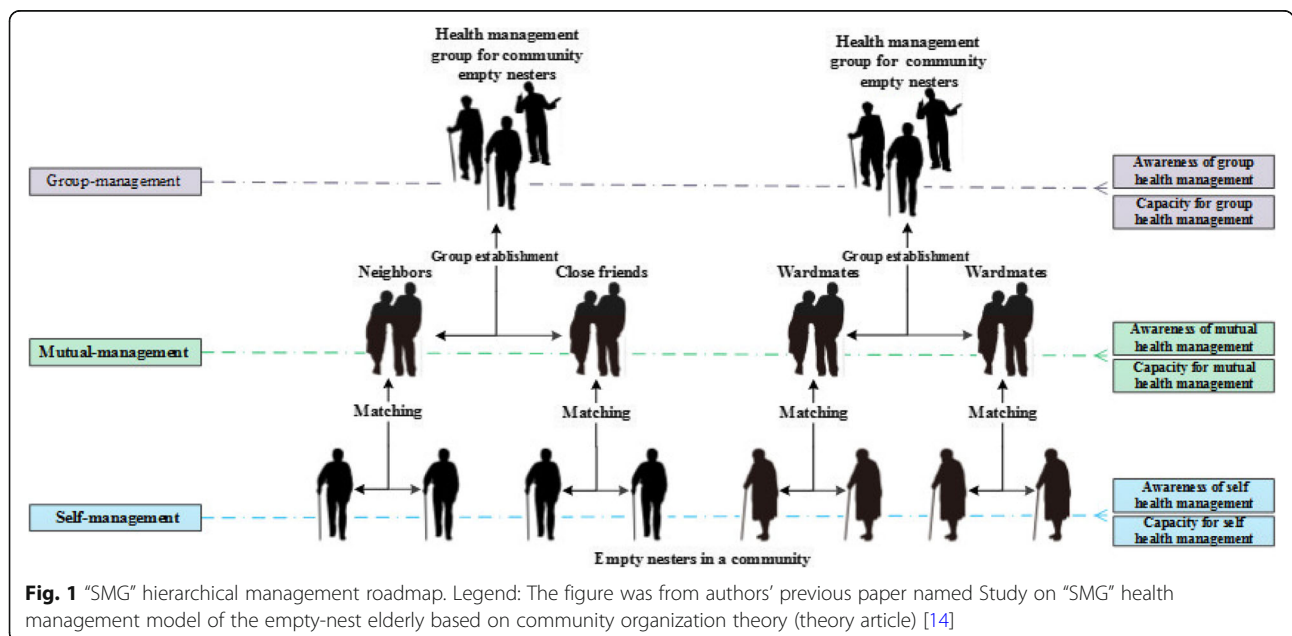 Health management
group for community
empty nesters
Health management
group for community
empty nesters
Group-management
Awareness of group
health management
Capacity for group
health management
Group establishment
Group establishment
Neighbors
Close friends
Wardmates
Wardmates
Mutual-management
Awareness of mutual
health management
Capacity for mutual
health management
Matching
Matching
Matching
Matching
Self-management
Awareness of self
health management
Capacity for self
health management
Empty nesters in a community
Fig. 1 "SMG" hierarchical management roadmap. Legend: The figure was from authors' previous paper named Study on "SMG" health
management model of the empty-nest elderly based on community organization theory (theory article) [14]